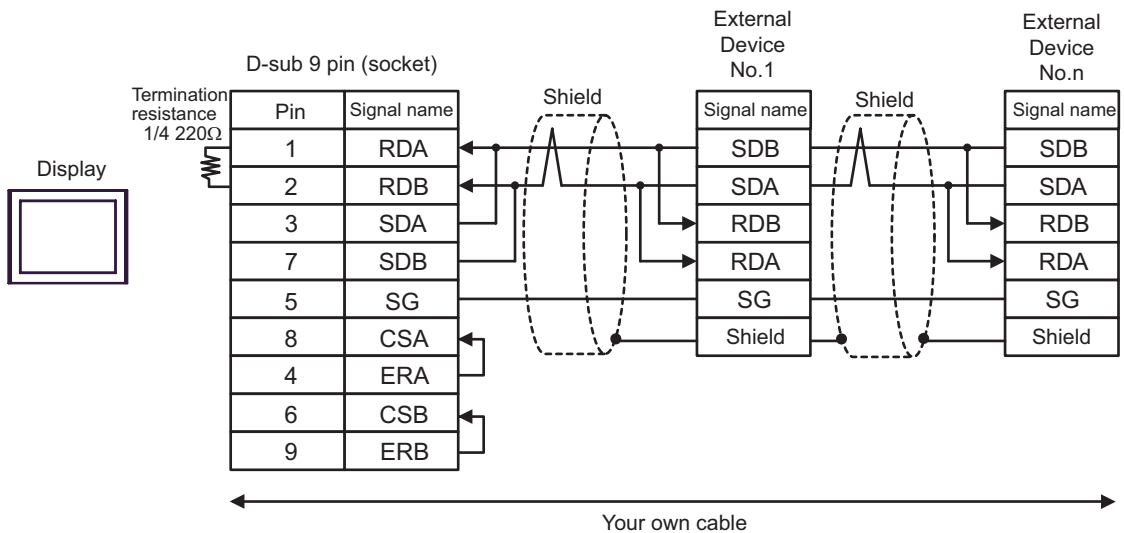 External
Device
No.1
External
Device
No.n
D-sub 9 pin (socket)
Termination
resistance
1/4 220Ω
Display
Shield
Shield
Pin Signal name
1 RDA
2 RDB
3 SDA
7 SDB
5 SG
8 CSA
4 ERA
6 CSB
9 ERB
Signal name
SDB
SDA
RDB
RDA
SG
Shield
Signal name
SDB
SDA
RDB
RDA
SG
Shield
Your own cable